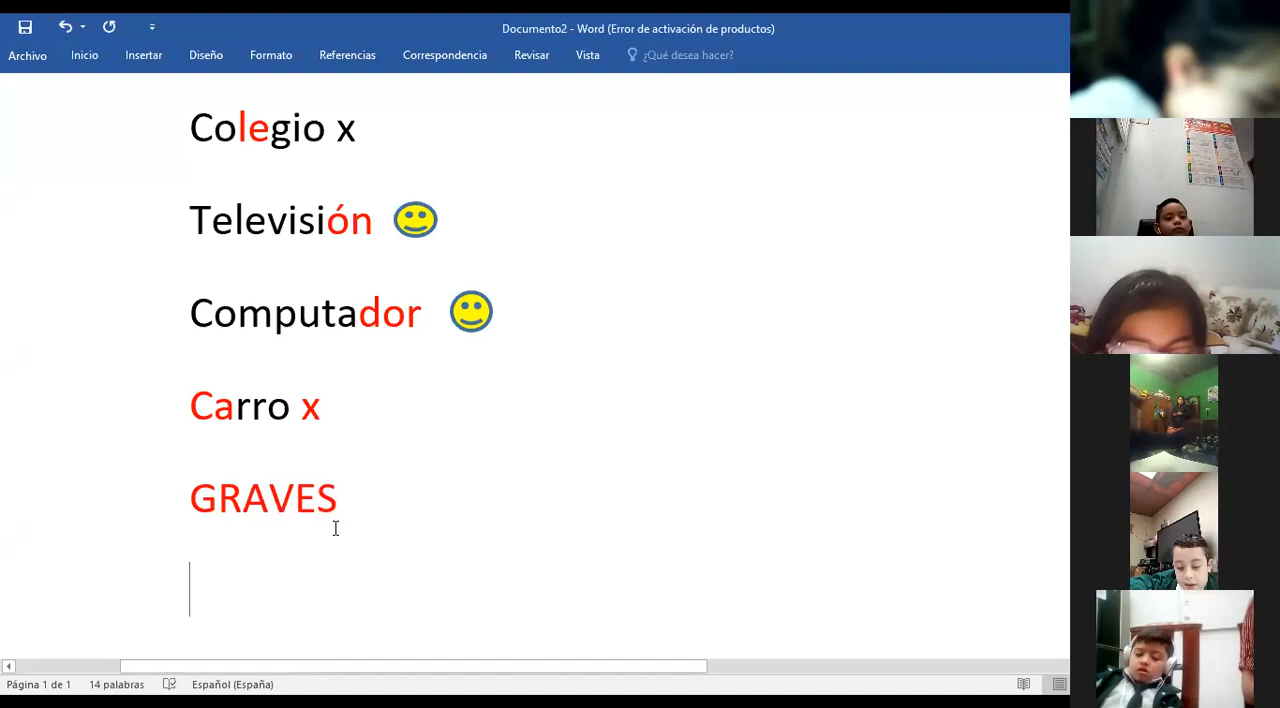 Documento2 - Word (Error de activación de productos)
Archivo Inicio Insertar Diseño Formato Referencias Correspondencia Revisar Vista ¿Qué desea hacer?
Colegio x
Televisión
Computador
Carro x
GRAVES
Página 1 de 1 14 palabras Español (España)